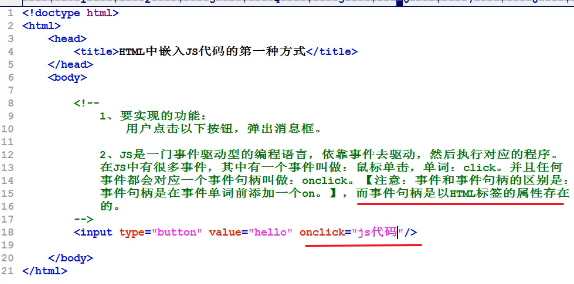 1 <!doctype html>
2 <html>
3 <head>
4 <title>HTML中嵌入JS代码的第一种方式</title>
5 </head>
6 <body>
7
8 <!--
9 1、要实现的功能：
10 用户点击以下按钮，弹出消息框。
11
12 2、JS是一门事件驱动型的编程语言，依靠事件去驱动，然后执行对应的程序。
13 在JS中有很多事件，其中有一个事件叫做：鼠标单击，单词：click。并且任何
14 事件都会对应一个事件句柄叫做：onclick。【注意：事件和事件句柄的区别是：
15 事件句柄是在事件单词前添加一个on。】，而事件句柄是以HTML标签的属性存在
16 的。
17 -->
18 <input type="button" value="hello" onclick="js代码"/>
19
20 </body>
21 </html>